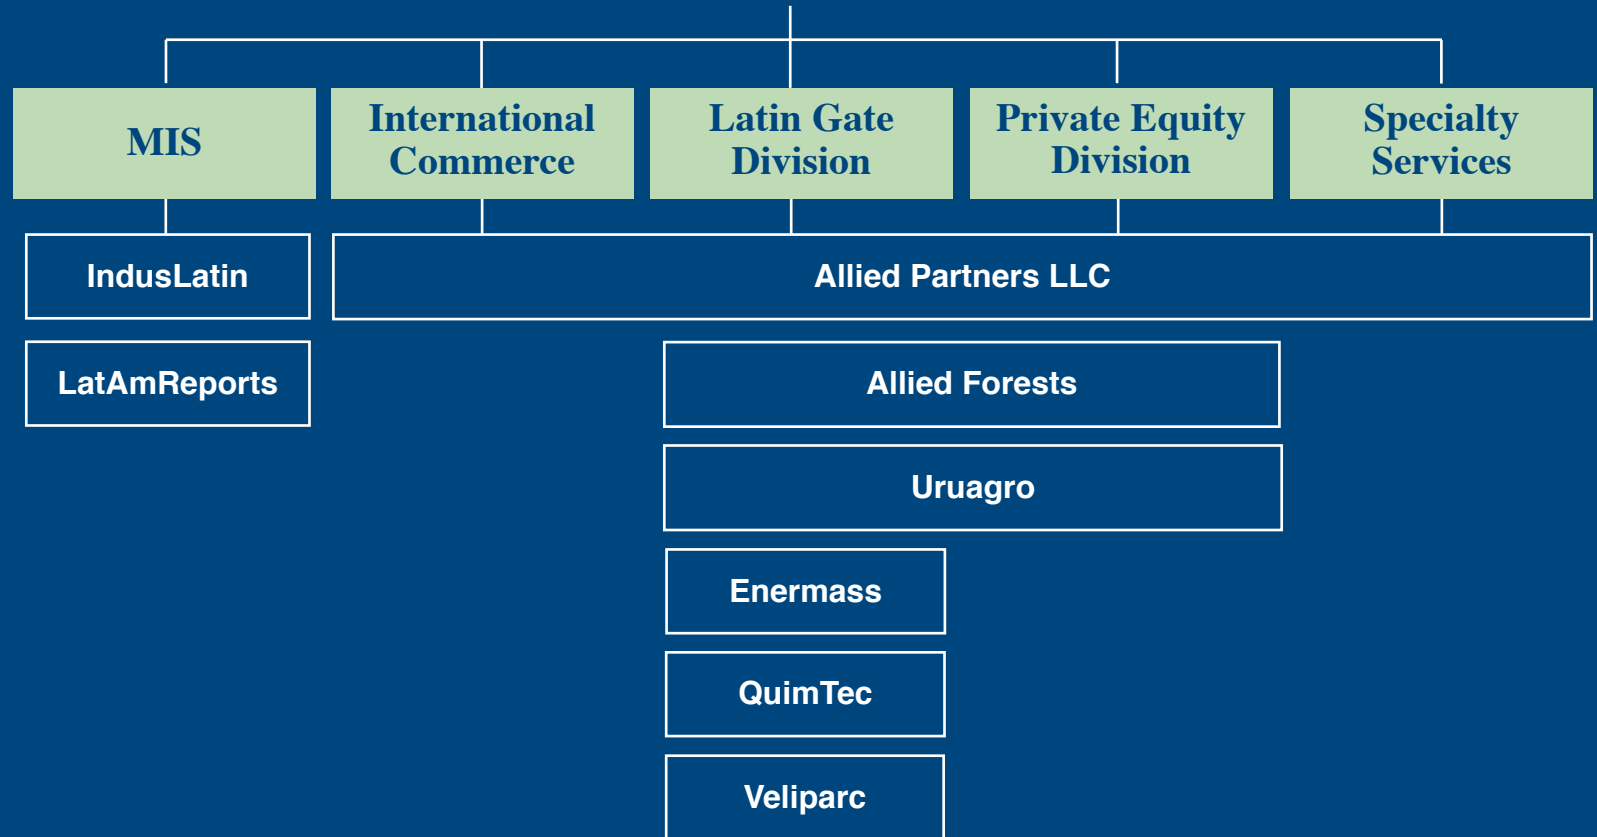 MIS
International
Commerce
Latin Gate
Division
Private Equity
Division
Specialty
Services
IndusLatin
Allied Partners LLC
LatAmReports
Allied Forests
Uruagro
Enermass
QuimTec
Veliparc